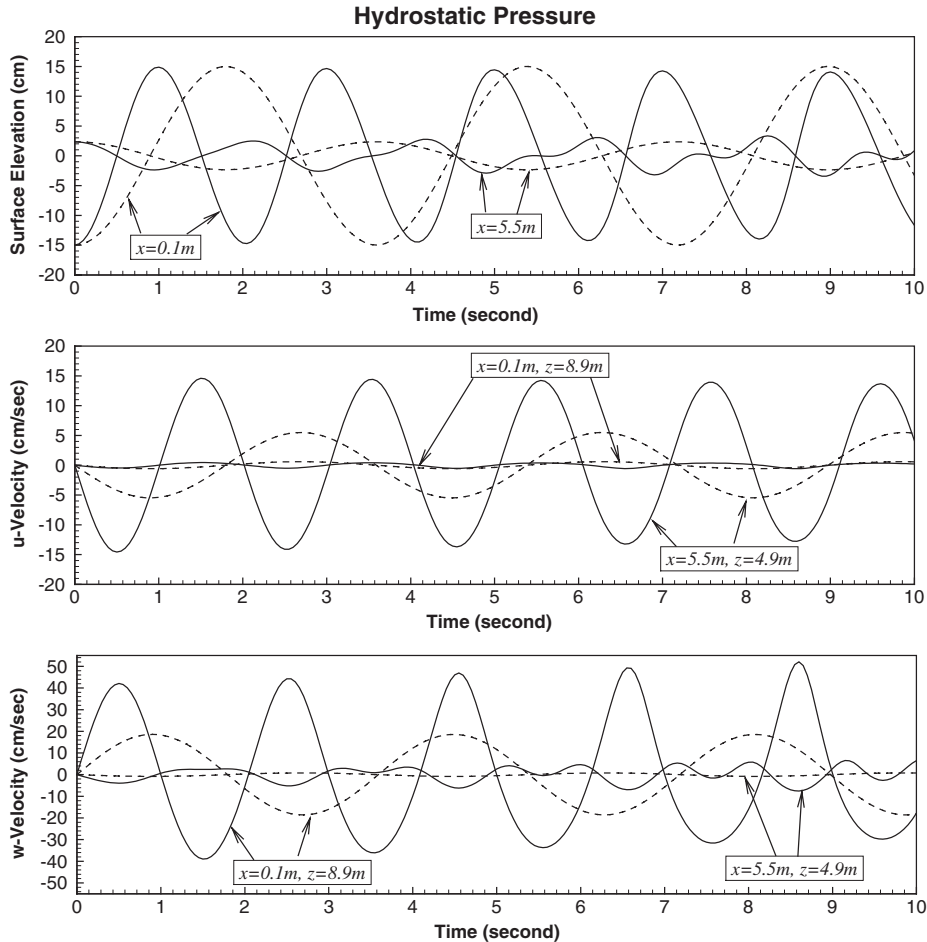 Hydrostatic Pressure
Surface Elevation (cm)
20
15
10
5
0
-5
-10
-15
-20
x=0.1m
x=5.5m
0 1 2 3 4 5 6 7 8 9 10
Time (second)
u-Velocity (cm/sec)
20
15
10
5
0
-5
-10
-15
-20
x=0.1m, z=8.9m
x=5.5m, z=4.9m
0 1 2 3 4 5 6 7 8 9 10
Time (second)
w-Velocity (cm/sec)
50
40
30
20
10
0
-10
-20
-30
-40
-50
x=0.1m, z=8.9m
x=5.5m, z=4.9m
0 1 2 3 4 5 6 7 8 9 10
Time (second)